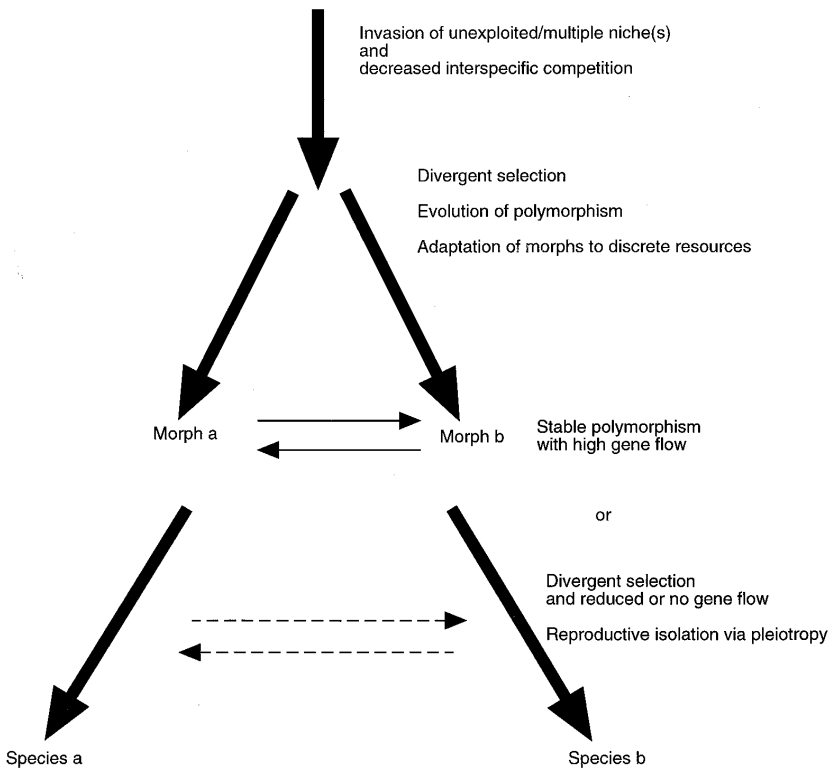 Invasion of unexploited/multiple niche(s)
and
decreased interspecific competition
Divergent selection
Evolution of polymorphism
Adaptation of morphs to discrete resources
Morph a
Morph b
Stable polymorphism
with high gene flow
or
Divergent selection
and reduced or no gene flow
Reproductive isolation via pleiotropy
Species a
Species b